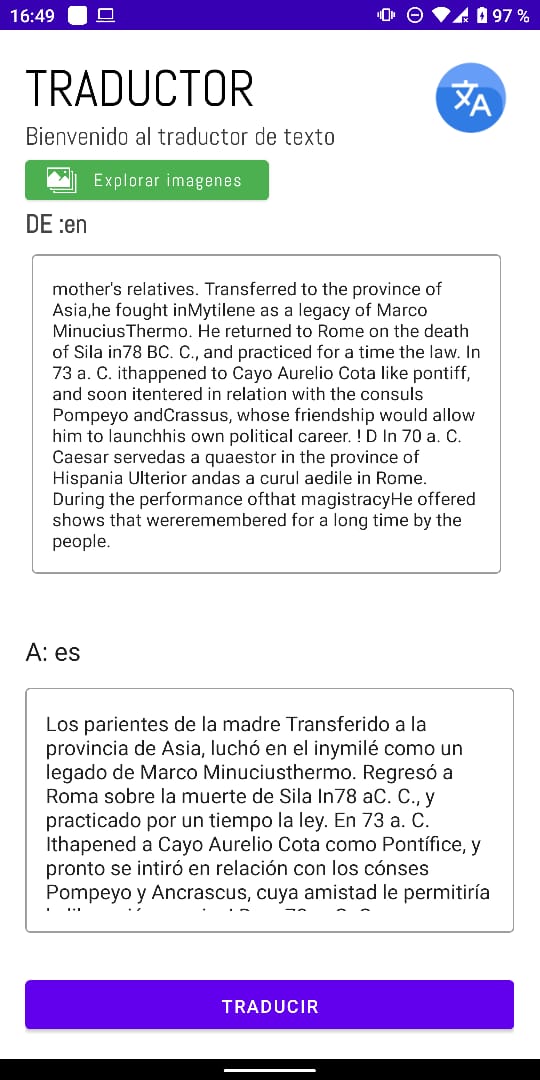 16:49
97 %
TRADUCTOR
Bienvenido al traductor de texto
Explorar imagenes
DE :en
mother's relatives. Transferred to the province of
Asia,he fought inMytilene as a legacy of Marco
MinuciusThermo. He returned to Rome on the death
of Sila in78 BC. C., and practiced for a time the law. In
73 a. C. ithappened to Cayo Aurelio Cota like pontiff,
and soon itentered in relation with the consuls
Pompeyo andCrassus, whose friendship would allow
him to launchhis own political career. ! D In 70 a. C.
Caesar servedas a quaestor in the province of
Hispania Ulterior andas a curul aedile in Rome.
During the performance ofthat magistracyHe offered
shows that wereremembered for a long time by the
people.
A: es
Los parientes de la madre Transferido a la
provincia de Asia, luchó en el inymilé como un
legado de Marco Minuciusthermo. Regresó a
Roma sobre la muerte de Sila In78 aC. C., y
practicado por un tiempo la ley. En 73 a. C.
Ithapened a Cayo Aurelio Cota como Pontífice, y
pronto se intiró en relación con los cónses
Pompeyo y Ancrascus, cuya amistad le permitiría
TRADUCIR